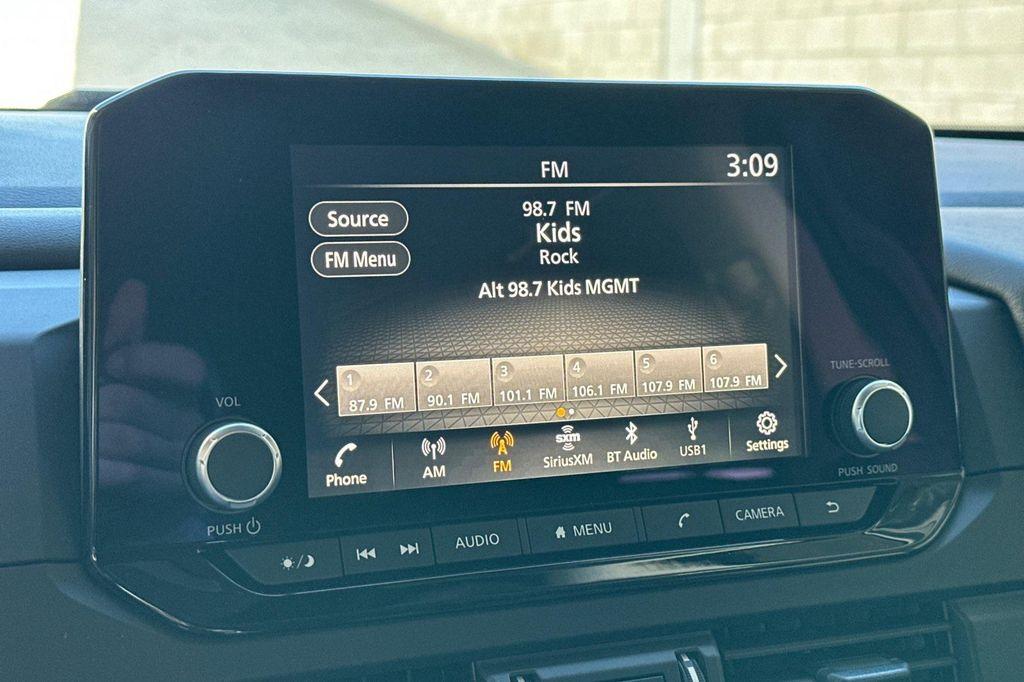 FM 3:09
Source
98.7 FM
Kids
FM Menu
Rock
Alt 98.7 Kids MGMT
1 2 3 4 5 6
87.9 FM 90.1 FM 101.1 FM 106.1 FM 107.9 FM 107.9 FM
Phone AM FM sxm SiriusXM BT Audio USB1 Settings
VOL
PUSH
TUNE·SCROLL
PUSH SOUND
AUDIO MENU CAMERA